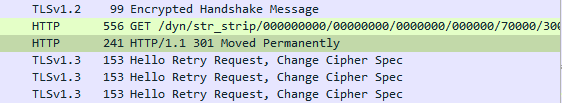 TLSv1.2 99 Encrypted Handshake Message
HTTP 556 GET /dyn/str_strip/000000000/00000000/0000000/000000/70000/300
HTTP 241 HTTP/1.1 301 Moved Permanently
TLSv1.3 153 Hello Retry Request, Change Cipher Spec
TLSv1.3 153 Hello Retry Request, Change Cipher Spec
TLSv1.3 153 Hello Retry Request, Change Cipher Spec